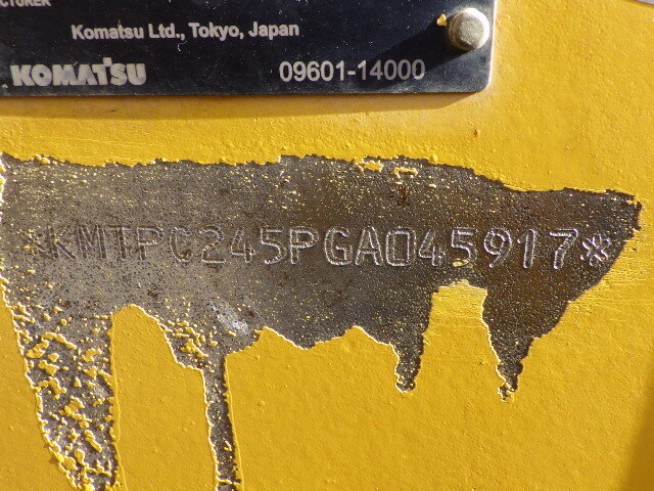 Komatsu Ltd., Tokyo, Japan
KOMATSU 09601-14000
*KMTPC245PGA045917*